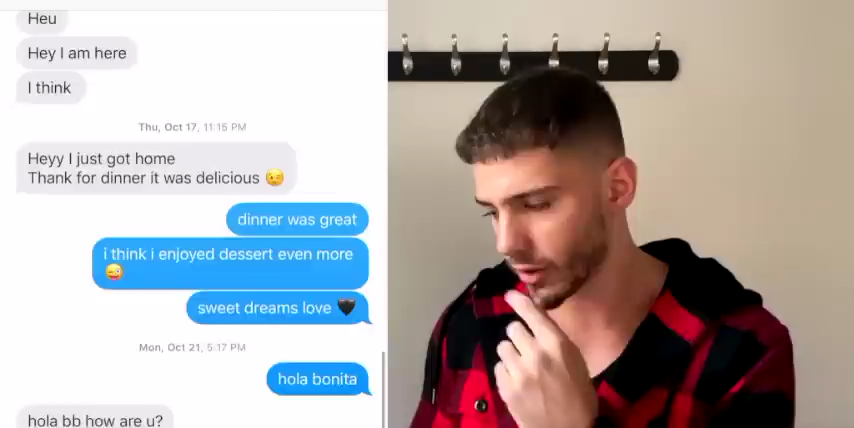 Heu
Hey I am here
I think
Thu, Oct 17, 11:15 PM
Heyy I just got home
Thank for dinner it was delicious 😉
dinner was great
i think i enjoyed dessert even more
😜
sweet dreams love 🖤
Mon, Oct 21, 5:17 PM
hola bonita
hola bb how are u?